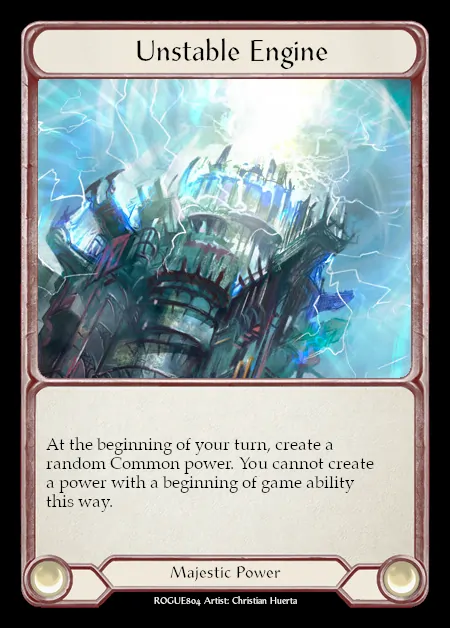 Unstable Engine
At the beginning of your turn, create a
random Common power. You cannot create
a power with a beginning of game ability
this way.
Majestic Power
ROGUE804 Artist: Christian Huerta